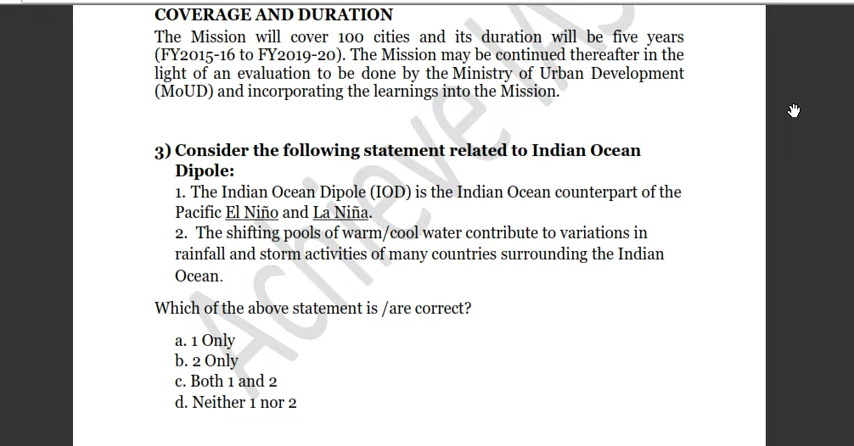 COVERAGE AND DURATION
The Mission will cover 100 cities and its duration will be five years
(FY2015-16 to FY2019-20). The Mission may be continued thereafter in the
light of an evaluation to be done by the Ministry of Urban Development
(MoUD) and incorporating the learnings into the Mission.
3) Consider the following statement related to Indian Ocean
Dipole:
1. The Indian Ocean Dipole (IOD) is the Indian Ocean counterpart of the
Pacific El Niño and La Niña.
2. The shifting pools of warm/cool water contribute to variations in
rainfall and storm activities of many countries surrounding the Indian
Ocean.
Which of the above statement is /are correct?
a. 1 Only
b. 2 Only
c. Both 1 and 2
d. Neither 1 nor 2
Achieve IAS